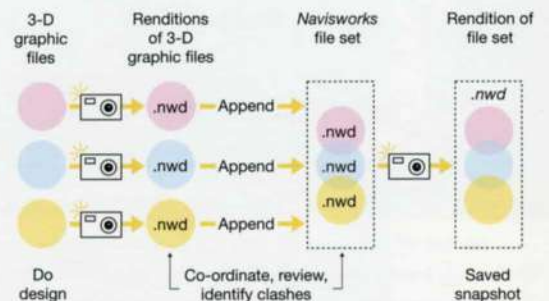 3-D
graphic
files
Renditions
of 3-D
graphic files
Navisworks
file set
Rendition of
file set
.nwd
Append
.nwd
.nwd
.nwd
Append
.nwd
.nwd
Append
.nwd
Do
design
Co-ordinate, review,
identify clashes
Saved
snapshot